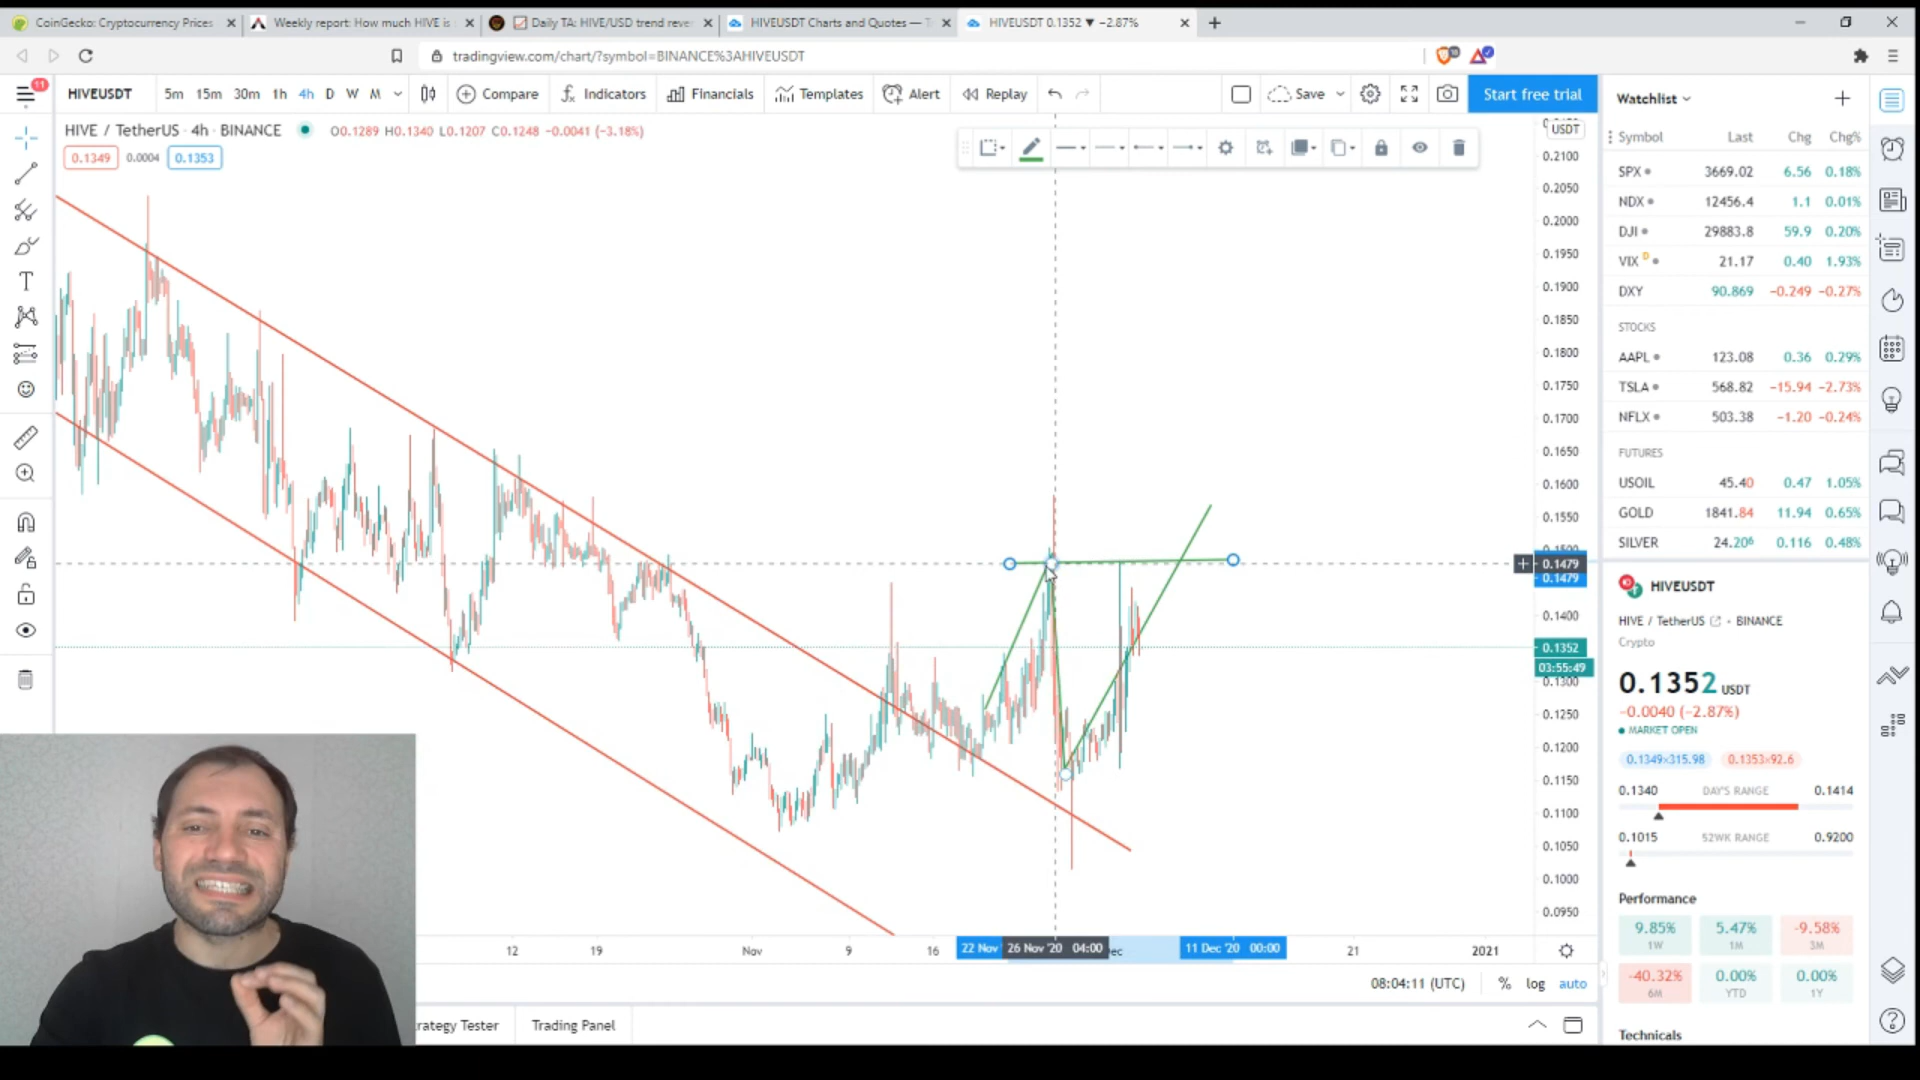 CoinGecko: Cryptocurrency Prices
Weekly report: How much HIVE is
Daily TA: HIVE/USD trend reve
HIVEUSDT Charts and Quotes — T
HIVEUSDT 0.1352 ▼ −2.87%
tradingview.com/chart/?symbol=BINANCE%3AHIVEUSDT
11
HIVEUSDT
5m 15m 30m 1h 4h D W M
Compare
Indicators
Financials
Templates
Alert
Replay
Save
Start free trial
HIVE / TetherUS · 4h · BINANCE
O0.1289 H0.1340 L0.1207 C0.1248 −0.0041 (−3.18%)
0.1349 0.0004 0.1353
USDT
0.2100
0.2050
0.2000
0.1950
0.1900
0.1850
0.1800
0.1750
0.1700
0.1650
0.1600
0.1550
0.1500
0.1479
0.1479
0.1400
0.1352
03:55:49
0.1300
0.1250
0.1200
0.1150
0.1100
0.1050
0.1000
0.0950
12 19 Nov 9 16 22 Nov 26 Nov '20 04:00 ec 11 Dec '20 00:00 21 2021
08:04:11 (UTC) % log auto
rategy Tester
Trading Panel
Watchlist
Symbol Last Chg Chg%
SPX 3669.02 6.56 0.18%
NDX 12456.4 1.1 0.01%
DJI 29883.8 59.9 0.20%
VIX D 21.17 0.40 1.93%
DXY 90.869 −0.249 −0.27%
STOCKS
AAPL 123.08 0.36 0.29%
TSLA 568.82 −15.94 −2.73%
NFLX 503.38 −1.20 −0.24%
FUTURES
USOIL 45.40 0.47 1.05%
GOLD 1841.84 11.94 0.65%
SILVER 24.206 0.116 0.48%
HIVEUSDT
HIVE / TetherUS • BINANCE
Crypto
0.1352 USDT
−0.0040 (−2.87%)
MARKET OPEN
0.1349×315.98 0.1353×92.6
0.1340 DAY'S RANGE 0.1414
0.1015 52WK RANGE 0.9200
Performance
9.85% 5.47% -9.58%
1W 1M 3M
-40.32% 0.00% 0.00%
6M YTD 1Y
Technicals